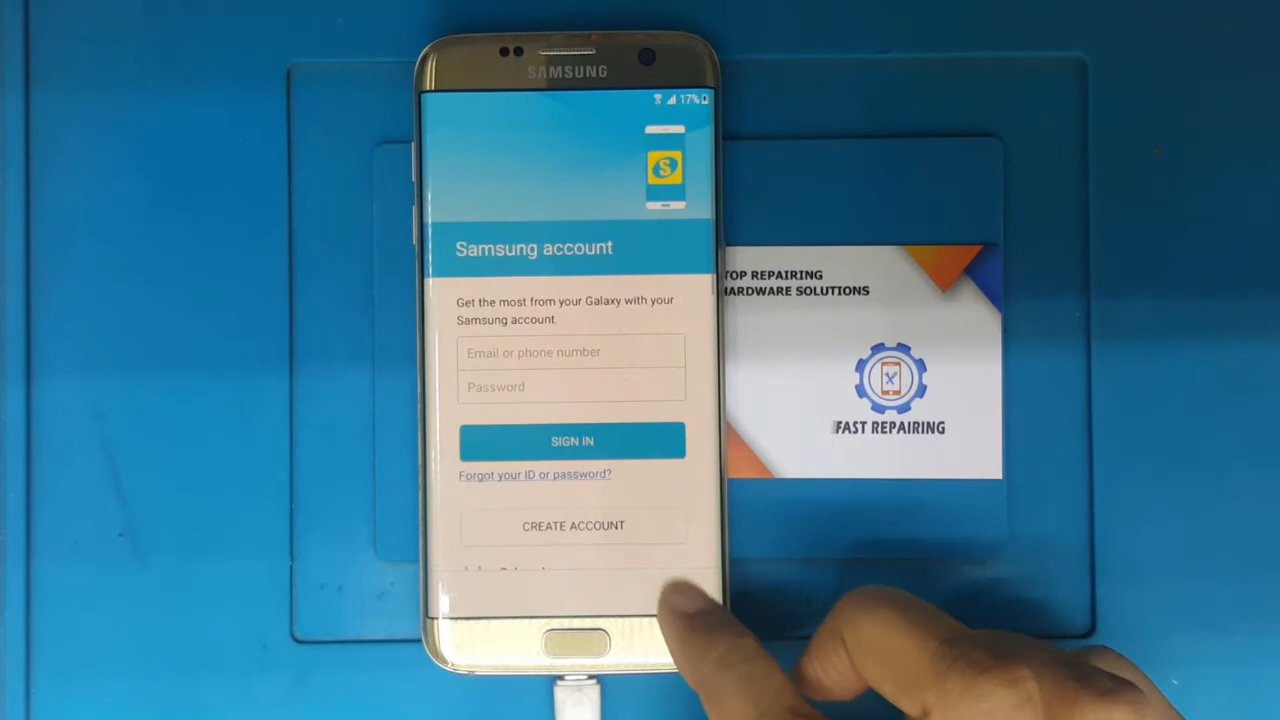 SAMSUNG
17%
S
Samsung account
Get the most from your Galaxy with your
Samsung account.
Email or phone number
Password
SIGN IN
Forgot your ID or password?
CREATE ACCOUNT
TOP REPAIRING
HARDWARE SOLUTIONS
FAST REPAIRING